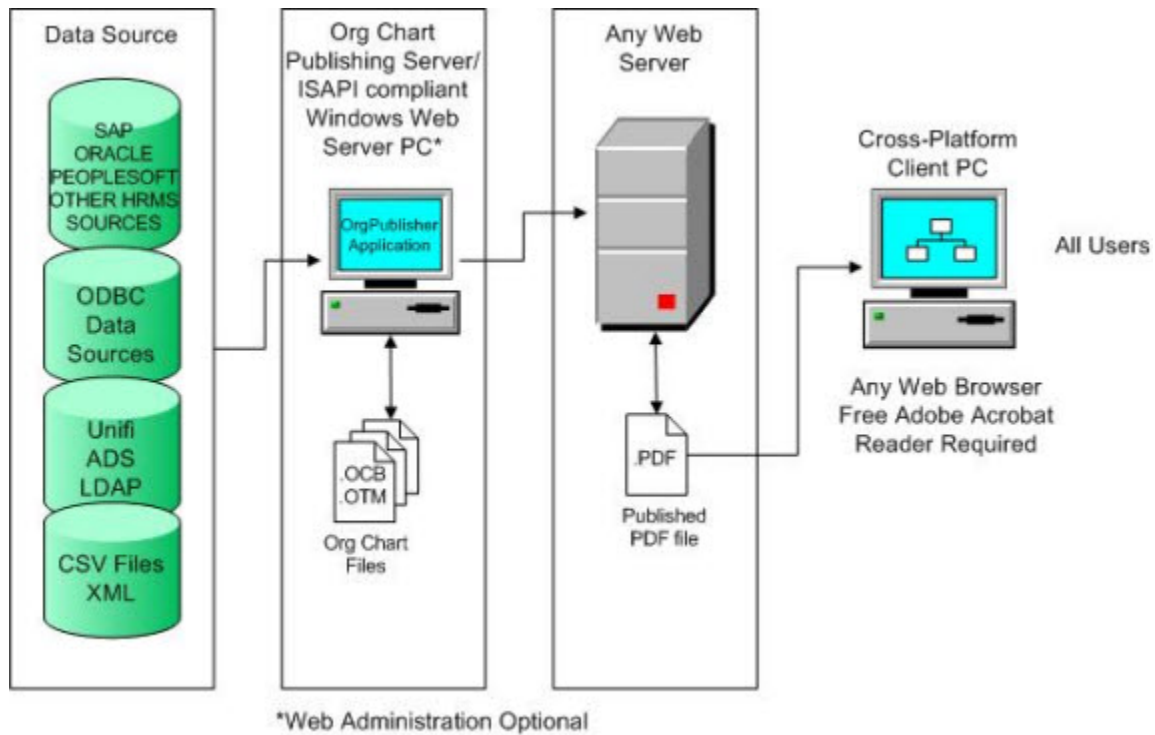 Data Source
SAP
ORACLE
PEOPLESOFT
OTHER HRMS
SOURCES
ODBC
Data
Sources
Unifi
ADS
LDAP
CSV Files
XML
Org Chart
Publishing Server/
ISAPI compliant
Windows Web
Server PC*
OrgPublisher
Application
.OCB
.OTM
Org Chart
Files
Any Web
Server
.PDF
Published
PDF file
Cross-Platform
Client PC
All Users
Any Web Browser
Free Adobe Acrobat
Reader Required
*Web Administration Optional